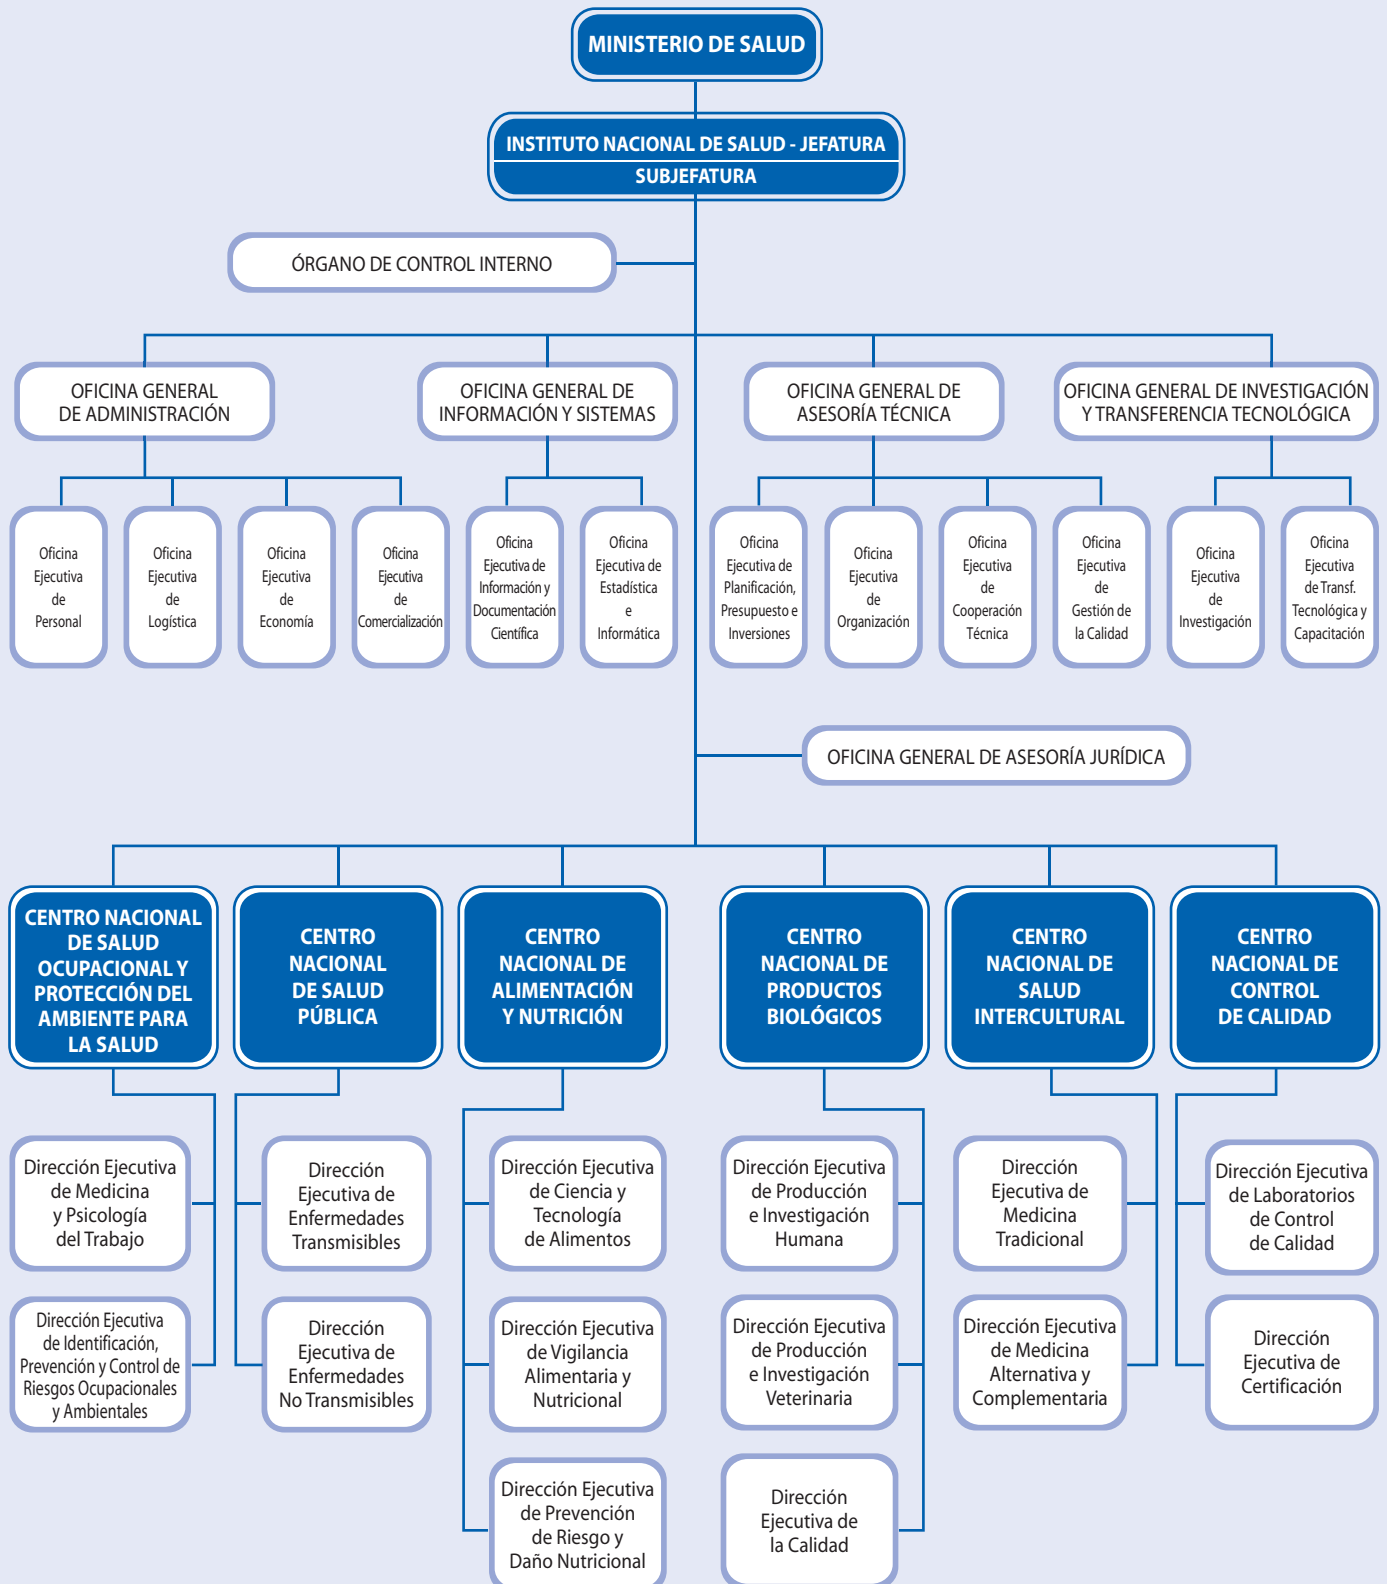 MINISTERIO DE SALUD
INSTITUTO NACIONAL DE SALUD - JEFATURA
SUBJEFATURA
ÓRGANO DE CONTROL INTERNO
OFICINA GENERAL
DE ADMINISTRACIÓN
OFICINA GENERAL DE
INFORMACIÓN Y SISTEMAS
OFICINA GENERAL DE
ASESORÍA TÉCNICA
OFICINA GENERAL DE INVESTIGACIÓN
Y TRANSFERENCIA TECNOLÓGICA
Oficina
Ejecutiva
de
Personal
Oficina
Ejecutiva
de
Logística
Oficina
Ejecutiva
de
Economía
Oficina
Ejecutiva
de
Comercialización
Oficina
Ejecutiva de
Información y
Documentación
Científica
Oficina
Ejecutiva de
Estadística
e
Informática
Oficina
Ejecutiva de
Planificación,
Presupuesto e
Inversiones
Oficina
Ejecutiva
de
Organización
Oficina
Ejecutiva
de
Cooperación
Técnica
Oficina
Ejecutiva
de
Gestión de
la Calidad
Oficina
Ejecutiva
de
Investigación
Oficina
Ejecutiva
de Transf.
Tecnológica y
Capacitación
OFICINA GENERAL DE ASESORÍA JURÍDICA
CENTRO NACIONAL
DE SALUD
OCUPACIONAL Y
PROTECCIÓN DEL
AMBIENTE PARA
LA SALUD
CENTRO
NACIONAL
DE SALUD
PÚBLICA
CENTRO
NACIONAL DE
ALIMENTACIÓN
Y NUTRICIÓN
CENTRO
NACIONAL DE
PRODUCTOS
BIOLÓGICOS
CENTRO
NACIONAL DE
SALUD
INTERCULTURAL
CENTRO
NACIONAL DE
CONTROL
DE CALIDAD
Dirección Ejecutiva
de Medicina
y Psicología
del Trabajo
Dirección
Ejecutiva de
Enfermedades
Transmisibles
Dirección Ejecutiva
de Ciencia y
Tecnología
de Alimentos
Dirección Ejecutiva
de Producción
e Investigación
Humana
Dirección
Ejecutiva de
Medicina
Tradicional
Dirección Ejecutiva
de Laboratorios
de Control
de Calidad
Dirección Ejecutiva
de Identificación,
Prevención y Control de
Riesgos Ocupacionales
y Ambientales
Dirección
Ejecutiva de
Enfermedades
No Transmisibles
Dirección Ejecutiva
de Vigilancia
Alimentaria y
Nutricional
Dirección Ejecutiva
de Producción
e Investigación
Veterinaria
Dirección Ejecutiva
de Medicina
Alternativa y
Complementaria
Dirección
Ejecutiva de
Certificación
Dirección Ejecutiva
de Prevención
de Riesgo y
Daño Nutricional
Dirección
Ejecutiva de
la Calidad